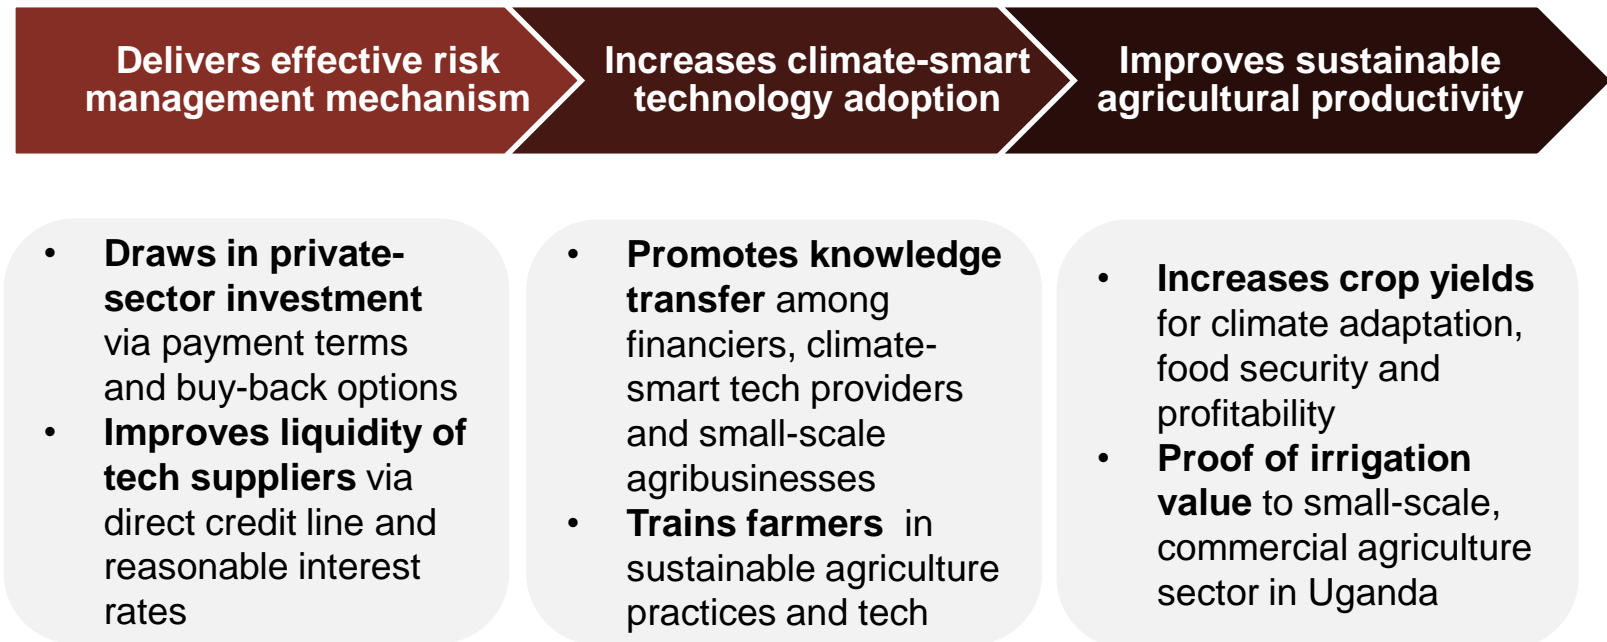 Delivers effective risk
management mechanism
Increases climate-smart
technology adoption
Improves sustainable
agricultural productivity
• Draws in private-
sector investment
via payment terms
and buy-back options
• Improves liquidity of
tech suppliers via
direct credit line and
reasonable interest
rates
• Promotes knowledge
transfer among
financiers, climate-
smart tech providers
and small-scale
agribusinesses
• Trains farmers in
sustainable agriculture
practices and tech
• Increases crop yields
for climate adaptation,
food security and
profitability
• Proof of irrigation
value to small-scale,
commercial agriculture
sector in Uganda